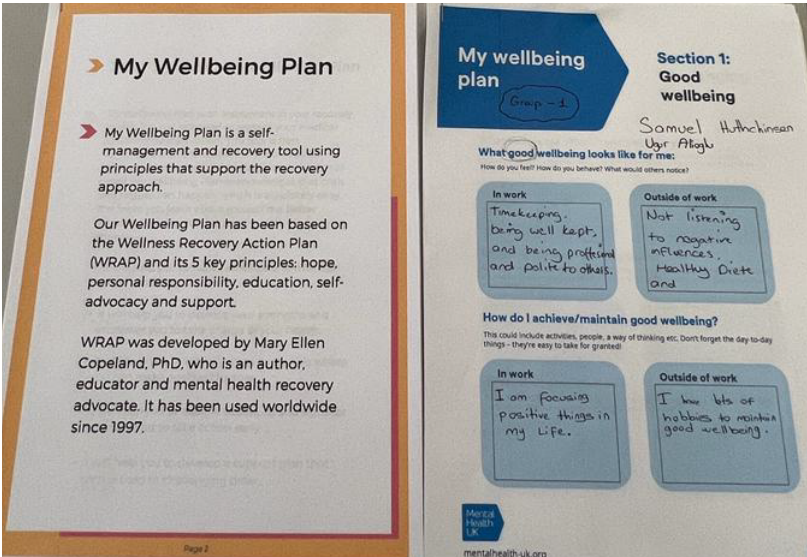 My Wellbeing Plan
My Wellbeing Plan is a self-
management and recovery tool using
principles that support the recovery
approach.
Our Wellbeing Plan has been based on
the Wellness Recovery Action Plan
(WRAP) and its 5 key principles: hope,
personal responsibility, education, self-
advocacy and support.
WRAP was developed by Mary Ellen
Copeland, PhD, who is an author,
educator and mental health recovery
advocate. It has been used worldwide
since 1997.
Page 2
My wellbeing
plan
Group - 1
Section 1:
Good
wellbeing
Samuel
What good wellbeing looks like for me:
How do you feel? How do you behave? What would others notice?
In work
Timekeeping.
being well kept,
and being proffesional
and polite to others.
Outside of work
Not listening
to nagative
influences.
Healthy Diete
and
How do I achieve/maintain good wellbeing?
This could include activities, people, a way of thinking etc. Don't forget the day-to-day
things - they're easy to take for granted!
In work
I am focusing
positive things in
my Life.
Outside of work
I have lots of
hobbies to maintain
good wellbeing.
Mental
Health
UK
mentalhealth-uk.org